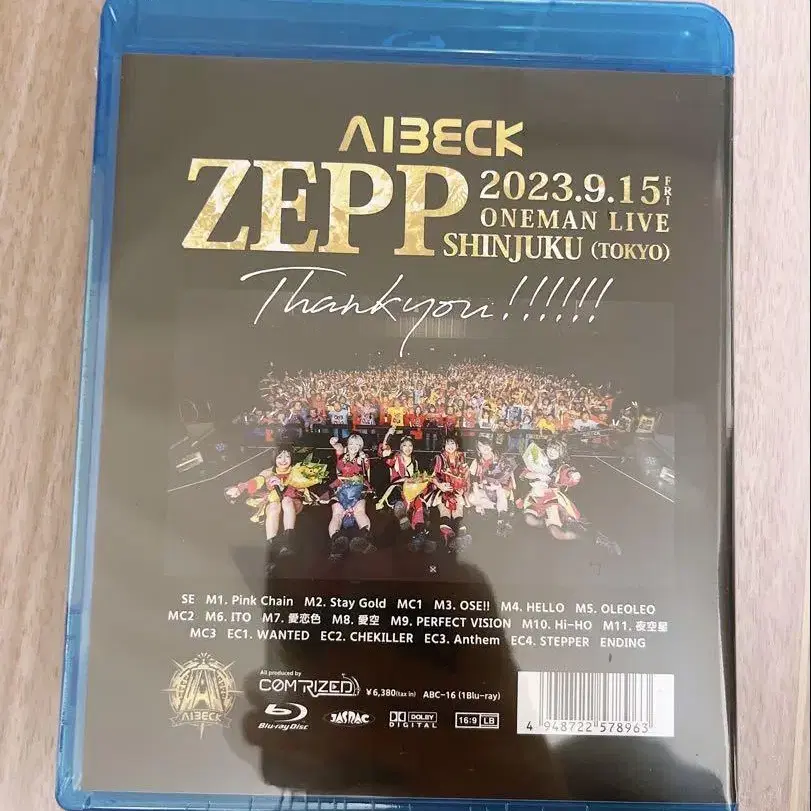 AIBECK
ZEPP
2023.9.15 FRI
ONEMAN LIVE
SHINJUKU (TOKYO)
Thankyou!!!!!!
SE M1. Pink Chain M2. Stay Gold MC1 M3. OSE!! M4. HELLO M5. OLEOLEO
MC2 M6. ITO M7. 愛恋色 M8. 愛空 M9. PERFECT VISION M10. Hi-HO M11. 夜空星
MC3 EC1. WANTED EC2. CHEKILLER EC3. Anthem EC4. STEPPER ENDING
AIBECK
All produced by
COMTRIZED
¥6,380(tax in) ABC-16 (1Blu-ray)
Blu-ray Disc
JASRAC
DOLBY
DIGITAL
16:9 LB
4 948722 578963